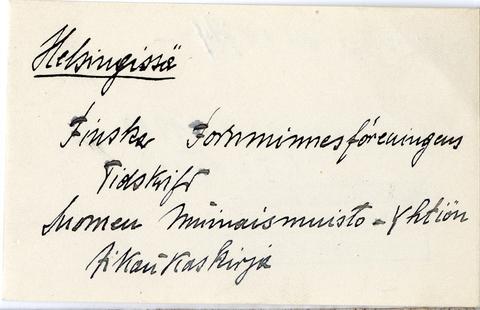 Helsingissä
Finska Fornminnesföreningens
Tidskrift
Suomen Muinaismuisto-Yhtiön
Aikakauskirja